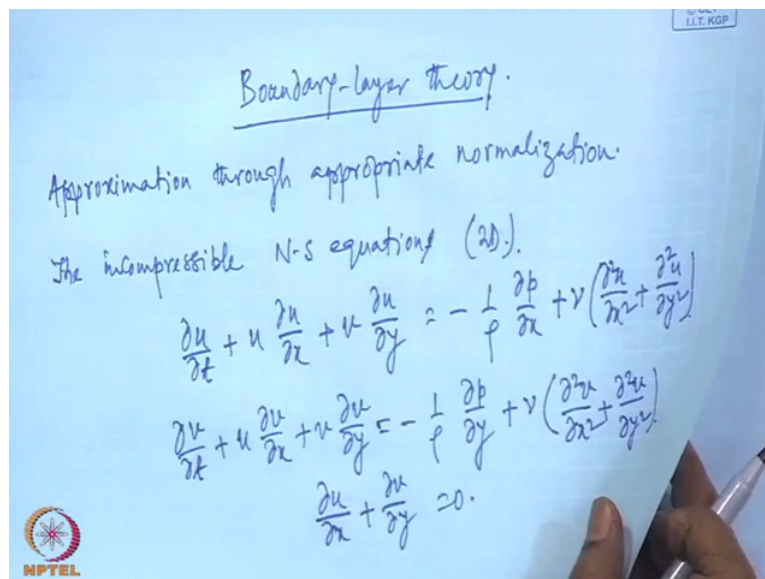 I.I.T. KGP
Boundary-layer theory.
Approximation through appropriate normalization.
The incompressible N-S equations (2D).
∂u/∂t + u ∂u/∂x + v ∂u/∂y = - 1/ρ ∂p/∂x + ν(∂²u/∂x² + ∂²u/∂y²)
∂v/∂t + u ∂v/∂x + v ∂v/∂y = - 1/ρ ∂p/∂y + ν(∂²v/∂x² + ∂²v/∂y²)
∂u/∂x + ∂v/∂y = 0.
NPTEL